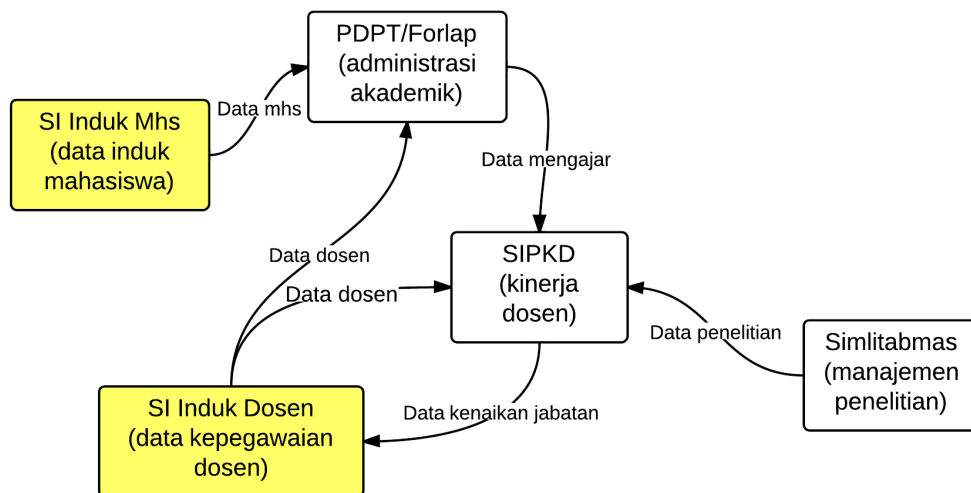 PDPT/Forlap
(administrasi
akademik)
Data mhs
SI Induk Mhs
(data induk
mahasiswa)
Data mengajar
Data dosen
SIPKD
(kinerja
dosen)
Data dosen
Data penelitian
Simlitabmas
(manajemen
penelitian)
SI Induk Dosen
(data kepegawaian
dosen)
Data kenaikan jabatan